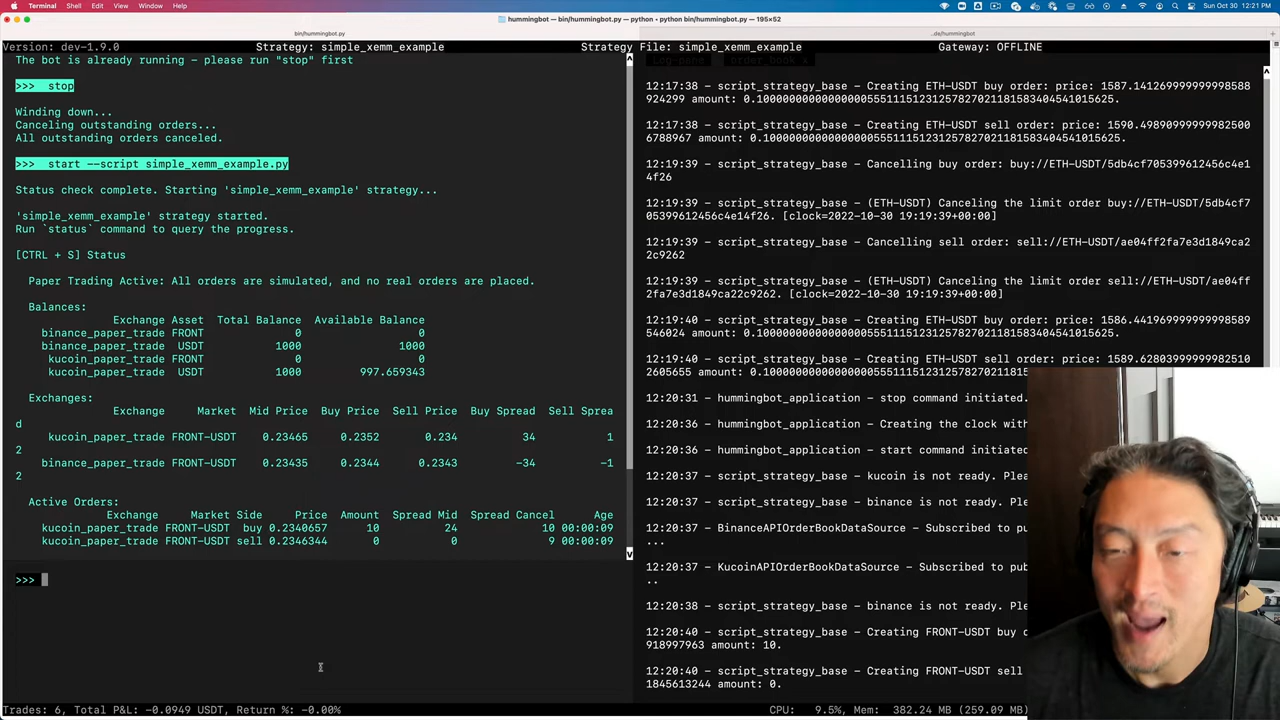 Terminal Shell Edit View Window Help
Sun Oct 30 12:21 PM
hummingbot — bin/hummingbot.py — python • python bin/hummingbot.py — 195×52
bin/hummingbot.py
..de/hummingbot
Version: dev-1.9.0 Strategy: simple_xemm_example Strategy File: simple_xemm_example Gateway: OFFLINE
The bot is already running - please run "stop" first
>>> stop
Winding down...
Canceling outstanding orders...
All outstanding orders canceled.
>>> start --script simple_xemm_example.py
Status check complete. Starting 'simple_xemm_example' strategy...
'simple_xemm_example' strategy started.
Run `status` command to query the progress.
[CTRL + S] Status
Paper Trading Active: All orders are simulated, and no real orders are placed.
Balances:
Exchange Asset Total Balance Available Balance
binance_paper_trade FRONT 0 0
binance_paper_trade USDT 1000 1000
kucoin_paper_trade FRONT 0 0
kucoin_paper_trade USDT 1000 997.659343
Exchanges:
Exchange Market Mid Price Buy Price Sell Price Buy Spread Sell Sprea
d
kucoin_paper_trade FRONT-USDT 0.23465 0.2352 0.234 34 1
2
binance_paper_trade FRONT-USDT 0.23435 0.2344 0.2343 -34 -1
2
Active Orders:
Exchange Market Side Price Amount Spread Mid Spread Cancel Age
kucoin_paper_trade FRONT-USDT buy 0.2340657 10 24 10 00:00:09
kucoin_paper_trade FRONT-USDT sell 0.2346344 0 0 9 00:00:09
>>>
Log-pane order_book x
12:17:38 - script_strategy_base - Creating ETH-USDT buy order: price: 1587.141269999999998588
924299 amount: 0.1000000000000000055511151231257827021181583404541015625.
12:17:38 - script_strategy_base - Creating ETH-USDT sell order: price: 1590.49890999999982500
6788967 amount: 0.1000000000000000055511151231257827021181583404541015625.
12:19:39 - script_strategy_base - Cancelling buy order: buy://ETH-USDT/5db4cf705399612456c4e1
4f26
12:19:39 - script_strategy_base - (ETH-USDT) Canceling the limit order buy://ETH-USDT/5db4cf7
05399612456c4e14f26. [clock=2022-10-30 19:19:39+00:00]
12:19:39 - script_strategy_base - Cancelling sell order: sell://ETH-USDT/ae04ff2fa7e3d1849ca2
2c9262
12:19:39 - script_strategy_base - (ETH-USDT) Canceling the limit order sell://ETH-USDT/ae04ff
2fa7e3d1849ca22c9262. [clock=2022-10-30 19:19:39+00:00]
12:19:40 - script_strategy_base - Creating ETH-USDT buy order: price: 1586.441969999999998589
546024 amount: 0.1000000000000000055511151231257827021181583404541015625.
12:19:40 - script_strategy_base - Creating ETH-USDT sell order: price: 1589.62803999999982510
2605655 amount: 0.10000000000000000555111512312578270211815
12:20:31 - hummingbot_application - stop command initiated.
12:20:36 - hummingbot_application - Creating the clock with
12:20:36 - hummingbot_application - start command initiated
12:20:37 - script_strategy_base - kucoin is not ready. Plea
12:20:37 - script_strategy_base - binance is not ready. Ple
12:20:37 - BinanceAPIOrderBookDataSource - Subscribed to pu
...
12:20:37 - KucoinAPIOrderBookDataSource - Subscribed to pub
..
12:20:38 - script_strategy_base - binance is not ready. Ple
12:20:40 - script_strategy_base - Creating FRONT-USDT buy o
918997963 amount: 10.
12:20:40 - script_strategy_base - Creating FRONT-USDT sell
1845613244 amount: 0.
Trades: 6, Total P&L: -0.0949 USDT, Return %: -0.00% CPU: 9.5%, Mem: 382.24 MB (259.09 MB)